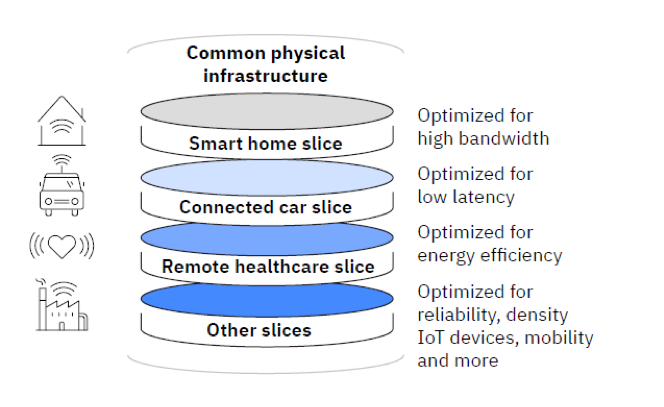 Common physical
infrastructure
Smart home slice
Optimized for
high bandwidth
Connected car slice
Optimized for
low latency
Remote healthcare slice
Optimized for
energy efficiency
Other slices
Optimized for
reliability, density
IoT devices, mobility
and more